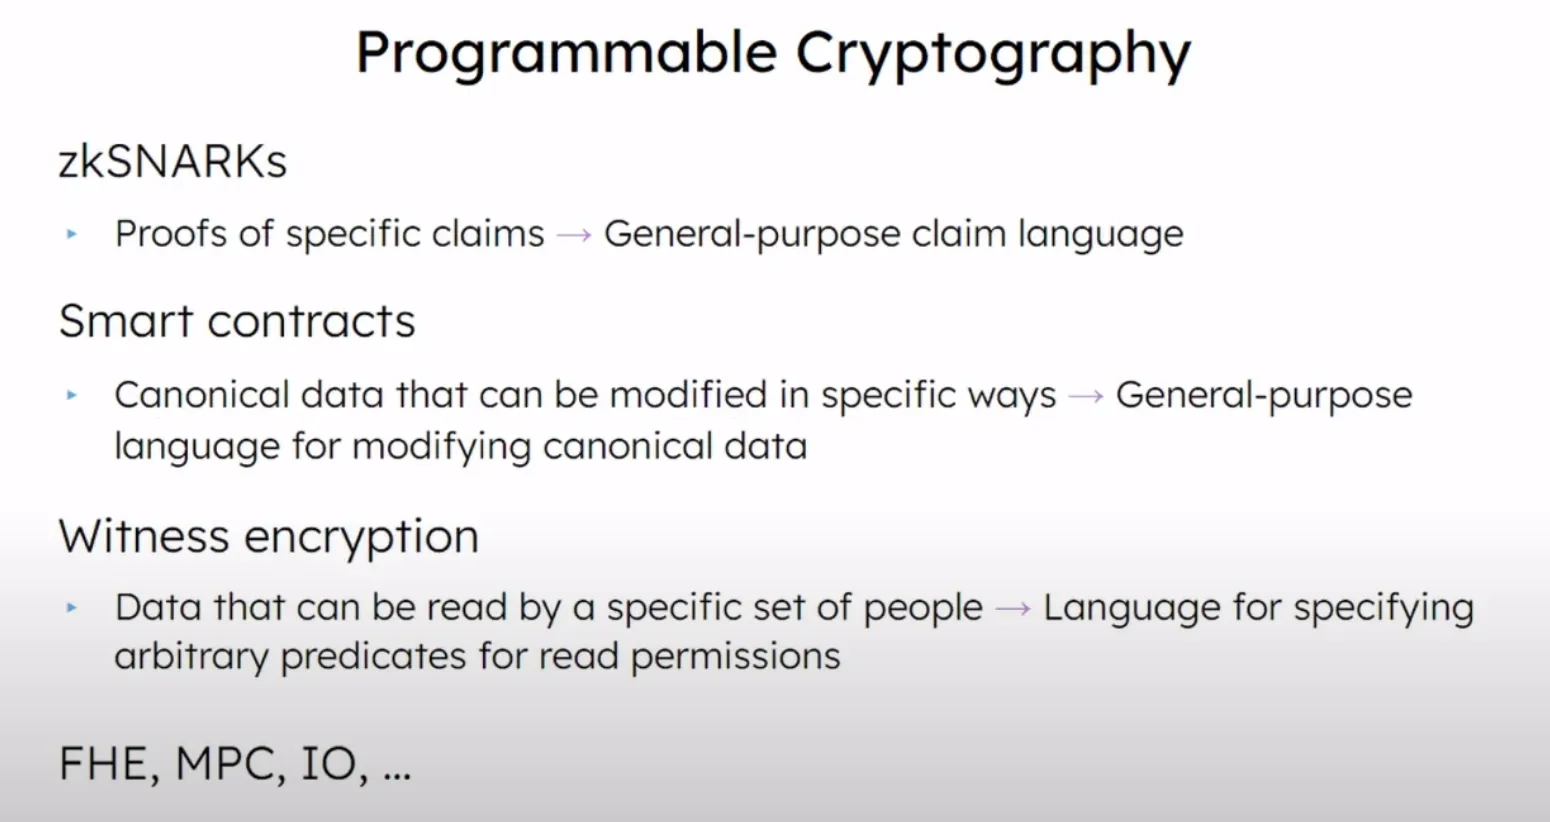 Programmable Cryptography
zkSNARKs
‣ Proofs of specific claims → General-purpose claim language
Smart contracts
‣ Canonical data that can be modified in specific ways → General-purpose
language for modifying canonical data
Witness encryption
‣ Data that can be read by a specific set of people → Language for specifying
arbitrary predicates for read permissions
FHE, MPC, IO, ...